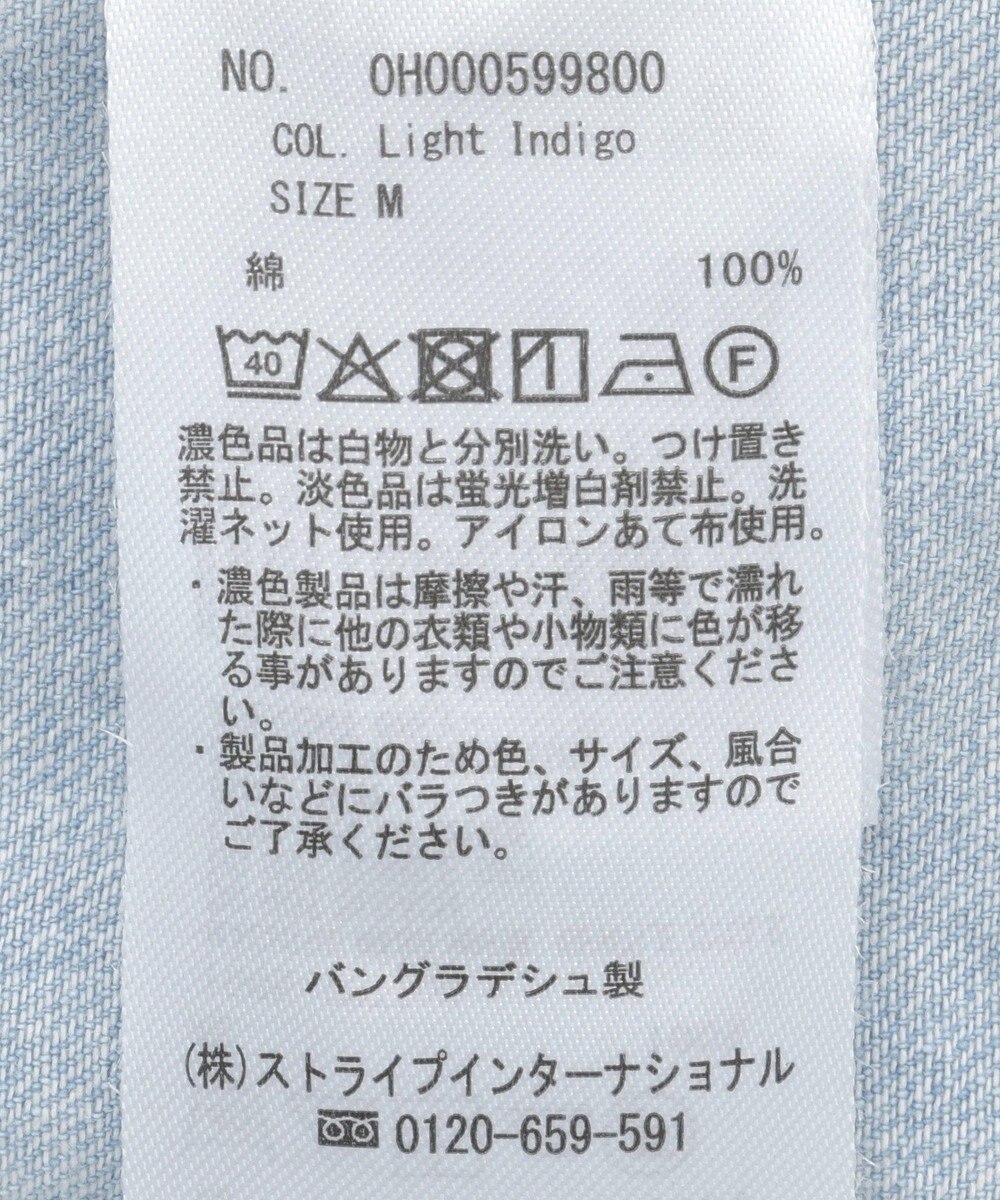 NO. 0H000599800
COL. Light Indigo
SIZE M
綿 100%
40 F
濃色品は白物と分別洗い。つけ置き
禁止。淡色品は蛍光増白剤禁止。洗
濯ネット使用。アイロンあて布使用。
・濃色製品は摩擦や汗、雨等で濡れ
た際に他の衣類や小物類に色が移
る事がありますのでご注意くださ
い。
・製品加工のため色、サイズ、風合
いなどにバラつきがありますので
ご了承ください。
バングラデシュ製
(株)ストライプインターナショナル
0120-659-591